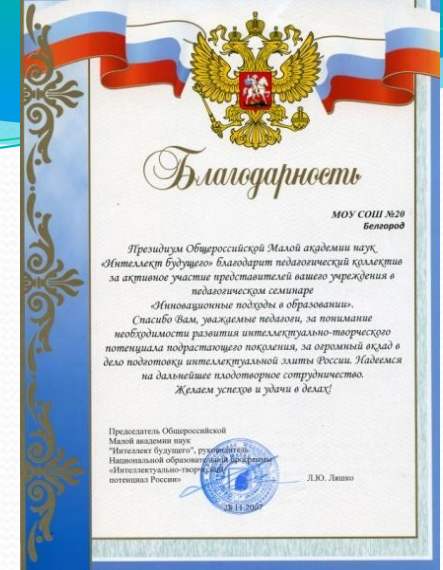 Благодарность
МОУ СОШ №20
Белгород
Президиум Общероссийской Малой академии наук
«Интеллект будущего» благодарит педагогический коллектив
за активное участие представителей вашего учреждения в
педагогическом семинаре
«Инновационные подходы в образовании».
Спасибо Вам, уважаемые педагоги, за понимание
необходимости развития интеллектуально-творческого
потенциала подрастающего поколения, за огромный вклад в
дело подготовки интеллектуальной элиты России. Надеемся
на дальнейшее плодотворное сотрудничество.
Желаем успехов и удачи в делах!
Председатель Общероссийской
Малой академии наук
"Интеллект будущего", руководитель
Национальной образовательной программы
«Интеллектуально-творческий
потенциал России» Л.Ю. Ляшко
28.11.2007